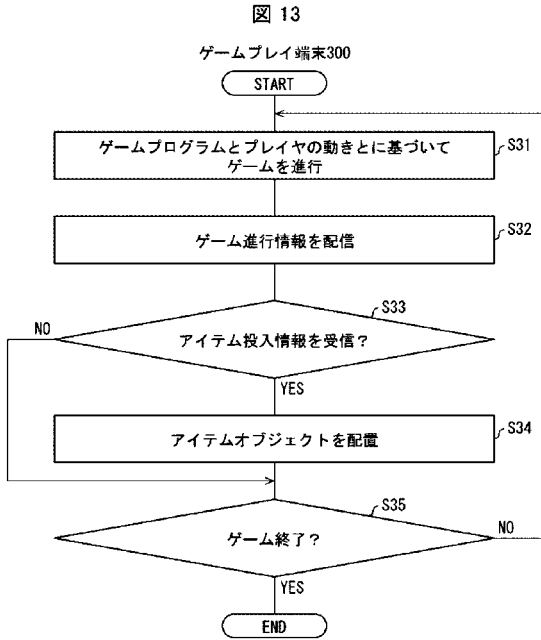 図 13
ゲームプレイ端末300
START
ゲームプログラムとプレイヤの動きとに基づいて
ゲームを進行
S31
ゲーム進行情報を配信
S32
S33
NO
アイテム投入情報を受信？
YES
アイテムオブジェクトを配置
S34
S35
ゲーム終了？
NO
YES
END